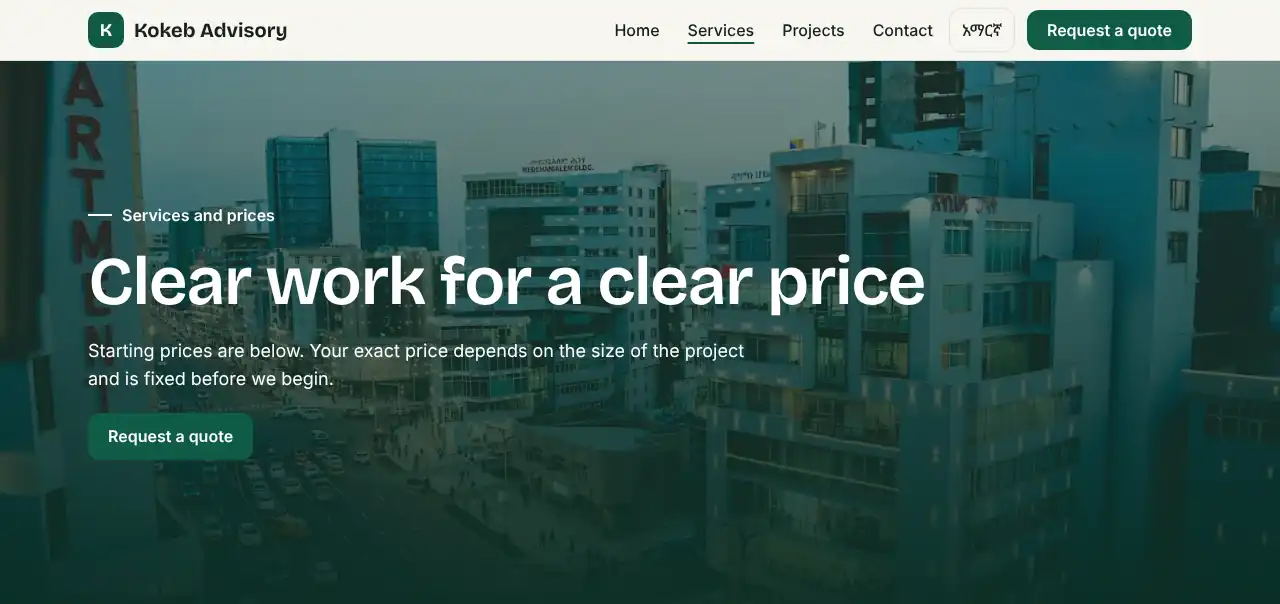 K
Kokeb Advisory
Home
Services
Projects
Contact
አማርኛ
Request a quote
ARTMENT
Services and prices
Clear work for a clear price
Starting prices are below. Your exact price depends on the size of the project
and is fixed before we begin.
Request a quote